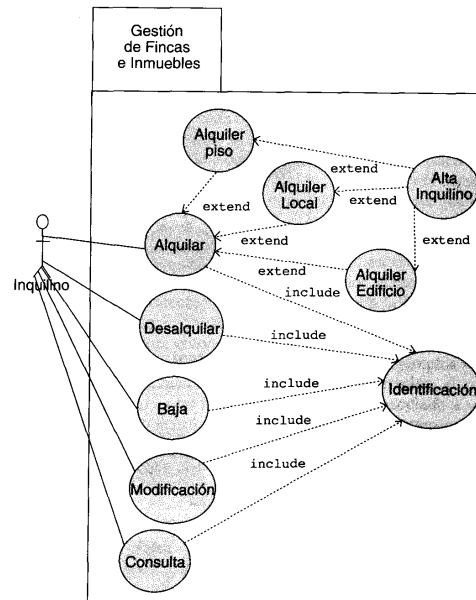 Gestión
de Fincas
e Inmuebles
Alquiler
piso
extend
Alta
Inquilino
Alquiler
Local
extend
extend
extend
extend
Alquilar
extend
Alquiler
Edificio
include
Inquilino
Desalquilar
include
Identificación
include
Baja
include
include
Modificación
Consulta